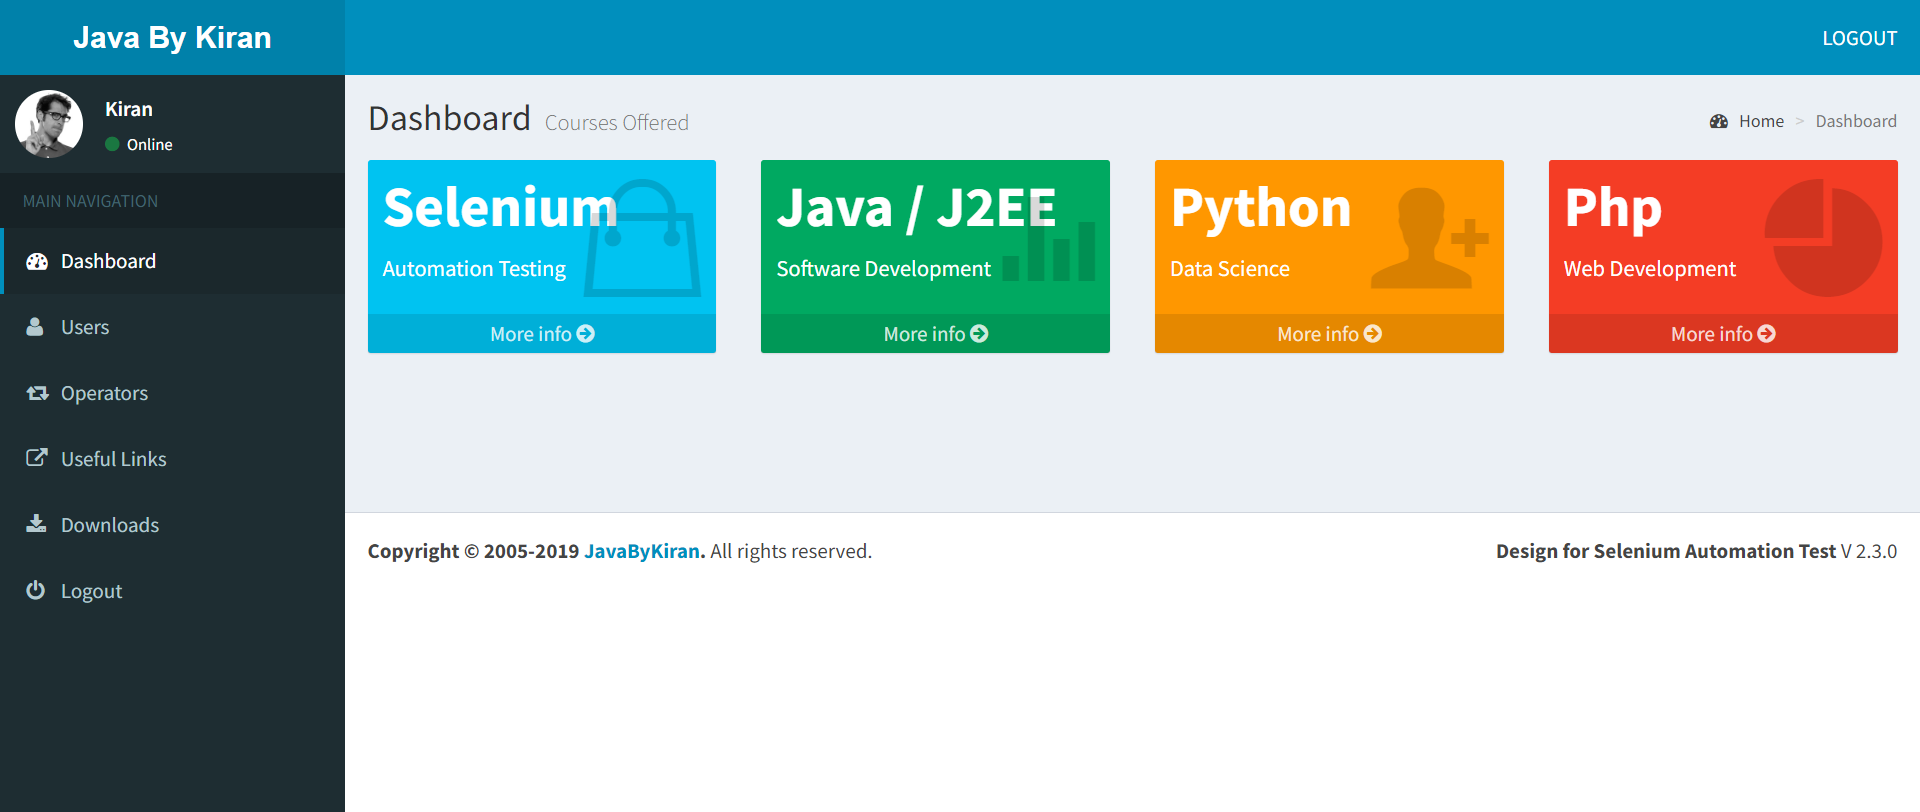 Java By Kiran
LOGOUT
Kiran
Online
MAIN NAVIGATION
Dashboard
Users
Operators
Useful Links
Downloads
Logout
Dashboard Courses Offered
Home > Dashboard
Selenium
Automation Testing
More info
Java / J2EE
Software Development
More info
Python
Data Science
More info
Php
Web Development
More info
Copyright © 2005-2019 JavaByKiran. All rights reserved.
Design for Selenium Automation Test V 2.3.0